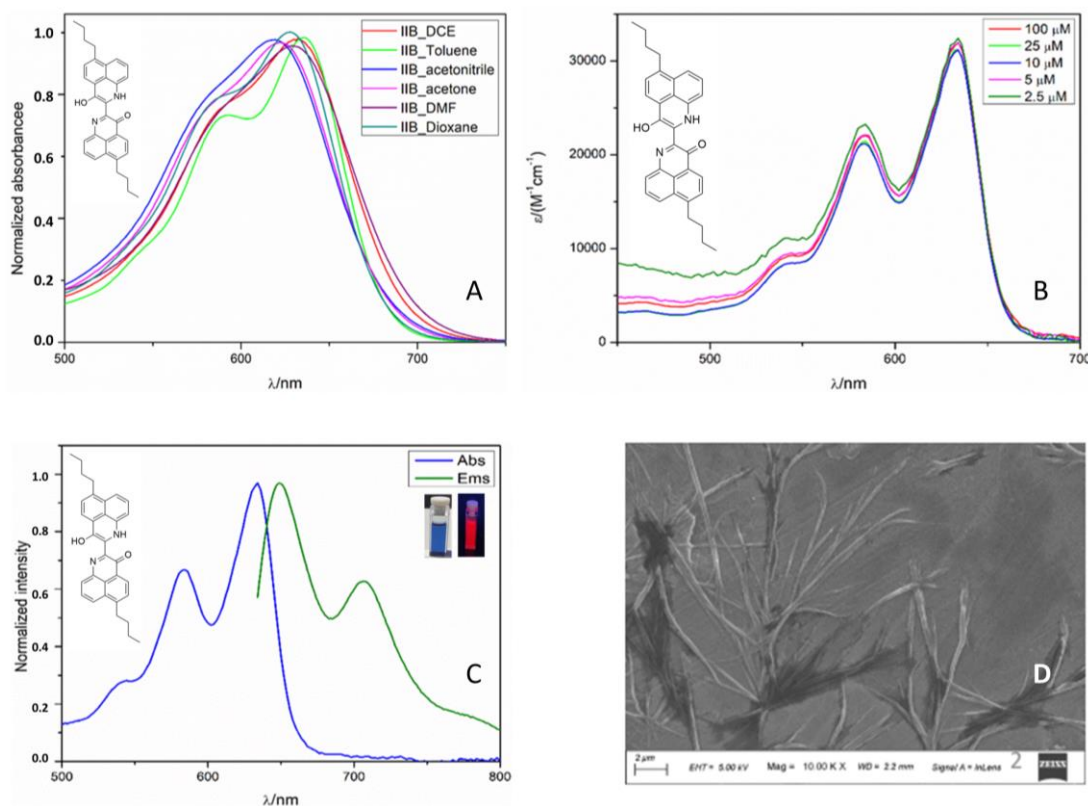 Normalized absorbancee
1.0
0.8
0.6
0.4
0.2
0.0
500
600
700
λ/nm
IIB_DCE
IIB_Toluene
IIB_acetonitrile
IIB_acetone
IIB_DMF
IIB_Dioxane
HO
NH
N
O
A
ε/(M⁻¹cm⁻¹)
30000
20000
10000
0
500
600
700
λ/nm
100 μM
25 μM
10 μM
5 μM
2.5 μM
HO
NH
N
O
B
Normalized intensity
1.0
0.8
0.6
0.4
0.2
0.0
500
600
700
800
λ/nm
Abs
Ems
OH
NH
N
O
C
D
2 μm
EHT = 5.00 kV
Mag = 10.00 K X
WD = 2.2 mm
Signal A = InLens
2
ZEISS